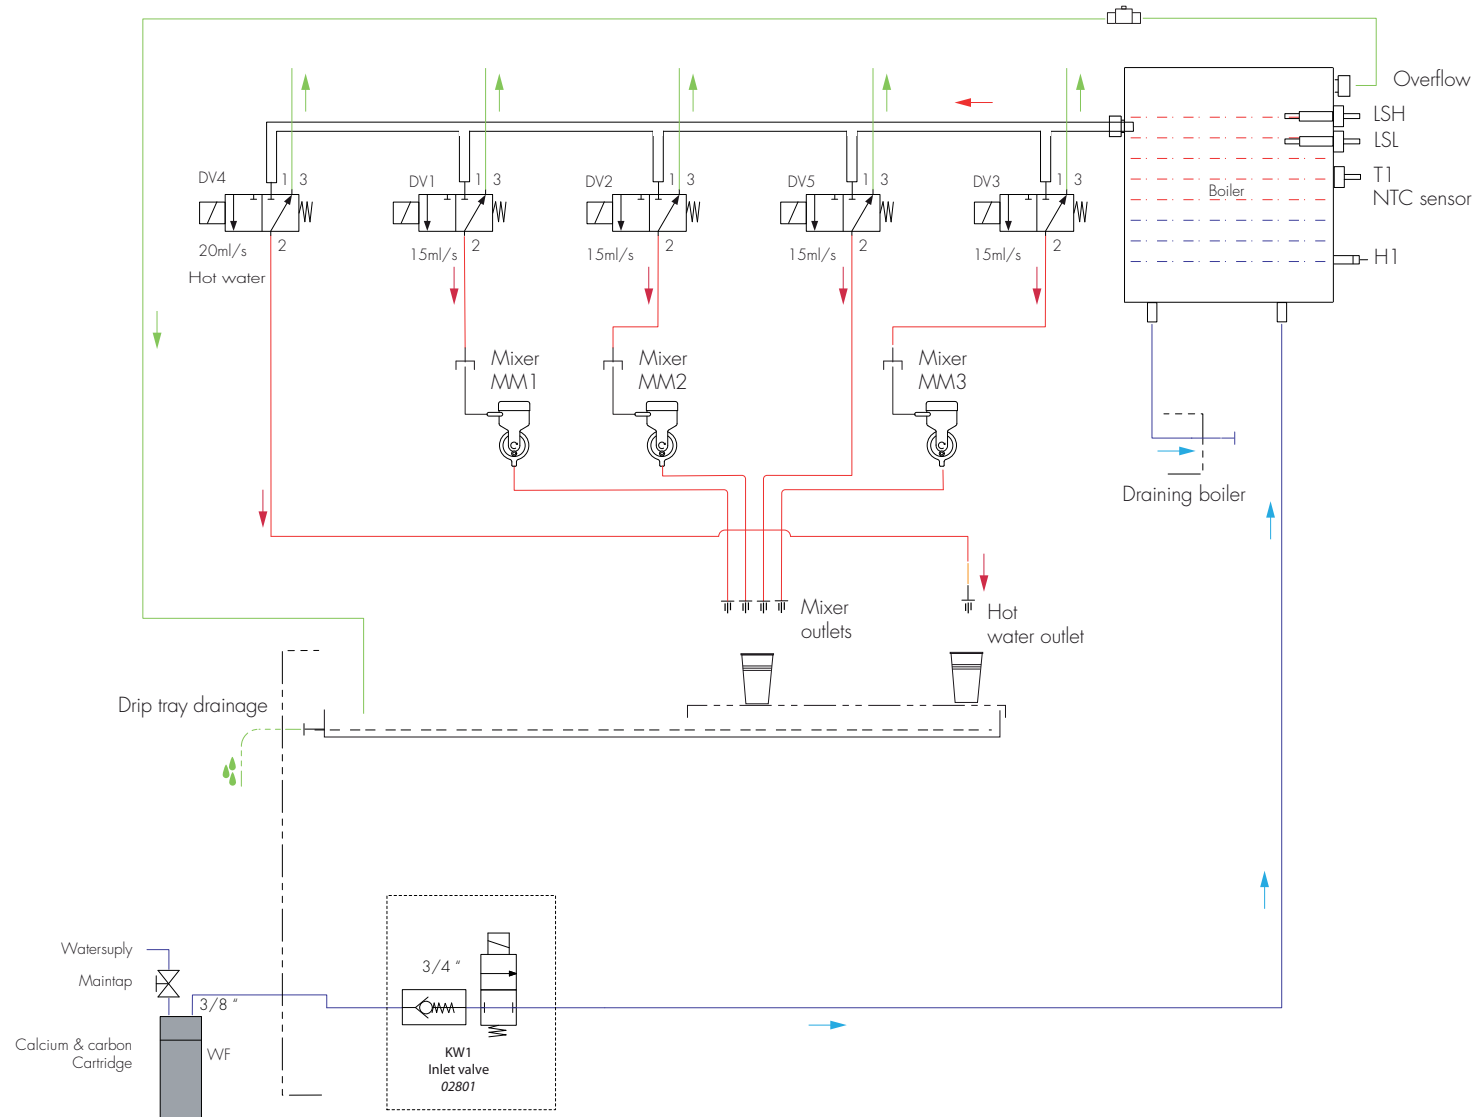 Overflow
LSH
LSL
T1
NTC sensor
Boiler
H1
DV4
1 3
2
20ml/s
Hot water
DV1
1 3
2
15ml/s
DV2
1 3
2
15ml/s
DV5
1 3
2
15ml/s
DV3
1 3
2
15ml/s
Mixer
MM1
Mixer
MM2
Mixer
MM3
Draining boiler
Mixer
outlets
Hot
water outlet
Drip tray drainage
Watersuply
Maintap
3/8 “
Calcium & carbon
Cartridge
WF
3/4 “
KW1
Inlet valve
02801